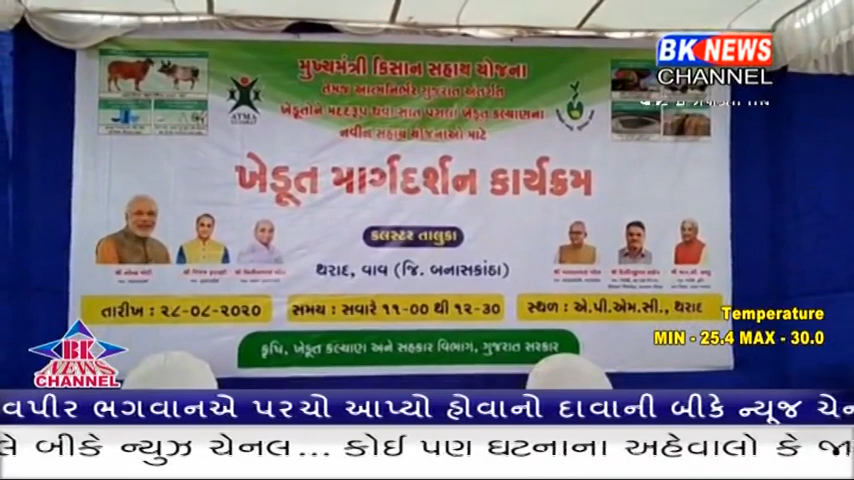 BK NEWS
CHANNEL
મુખ્યમંત્રી કિસાન સહાય યોજના
તેમજ આત્મનિર્ભર ગુજરાત અંતર્ગત
ખેડૂતોને મદદરૂપ થવા સાત પગલાં ખેડૂત કલ્યાણના
નવીન સહાય યોજનાઓ માટે
ATMA
ખેડૂત માર્ગદર્શન કાર્યક્રમ
કલસ્ટર તાલુકા
થરાદ, વાવ (જિ. બનાસકાંઠા)
તારીખ : ૨૮-૦૮-૨૦૨૦
સમય : સવારે ૧૧-૦૦ થી ૧૨-૩૦
સ્થળ : એ.પી.એમ.સી., થરાદ
કૃષિ, ખેડૂત કલ્યાણ અને સહકાર વિભાગ, ગુજરાત સરકાર
Temperature
MIN - 25.4 MAX - 30.0
BK
NEWS
CHANNEL
વપીર ભગવાનએ પરચો આપ્યો હોવાનો દાવાની બીકે ન્યૂજ ચેન
લે બીકે ન્યુઝ ચેનલ... કોઈ પણ ઘટનાના અહેવાલો કે જા